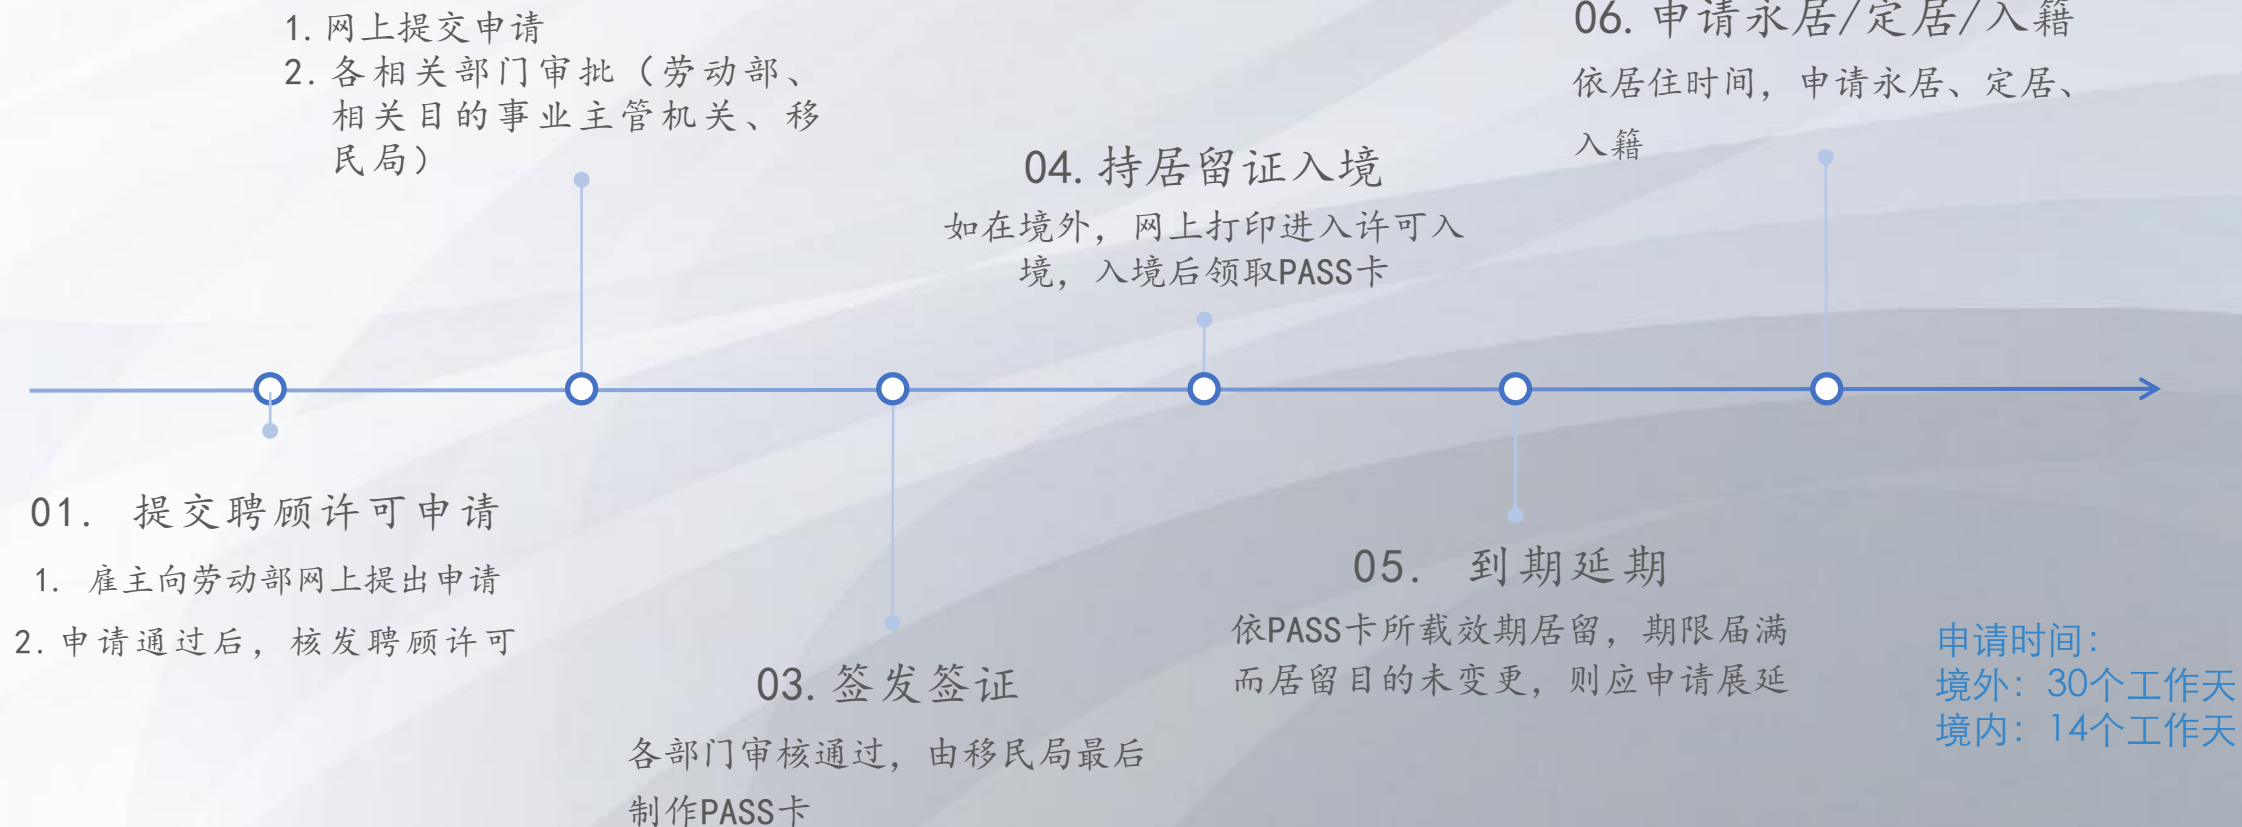 1. 网上提交申请
2. 各相关部门审批（劳动部、
相关目的事业主管机关、移
民局）
06. 申请永居/定居/入籍
依居住时间，申请永居、定居、
入籍
04. 持居留证入境
如在境外，网上打印进入许可入
境，入境后领取PASS卡
01. 提交聘顾许可申请
1. 雇主向劳动部网上提出申请
2. 申请通过后，核发聘顾许可
03. 签发签证
各部门审核通过，由移民局最后
制作PASS卡
05. 到期延期
依PASS卡所载效期居留，期限届满
而居留目的未变更，则应申请展延
申请时间：
境外：30个工作天
境内：14个工作天